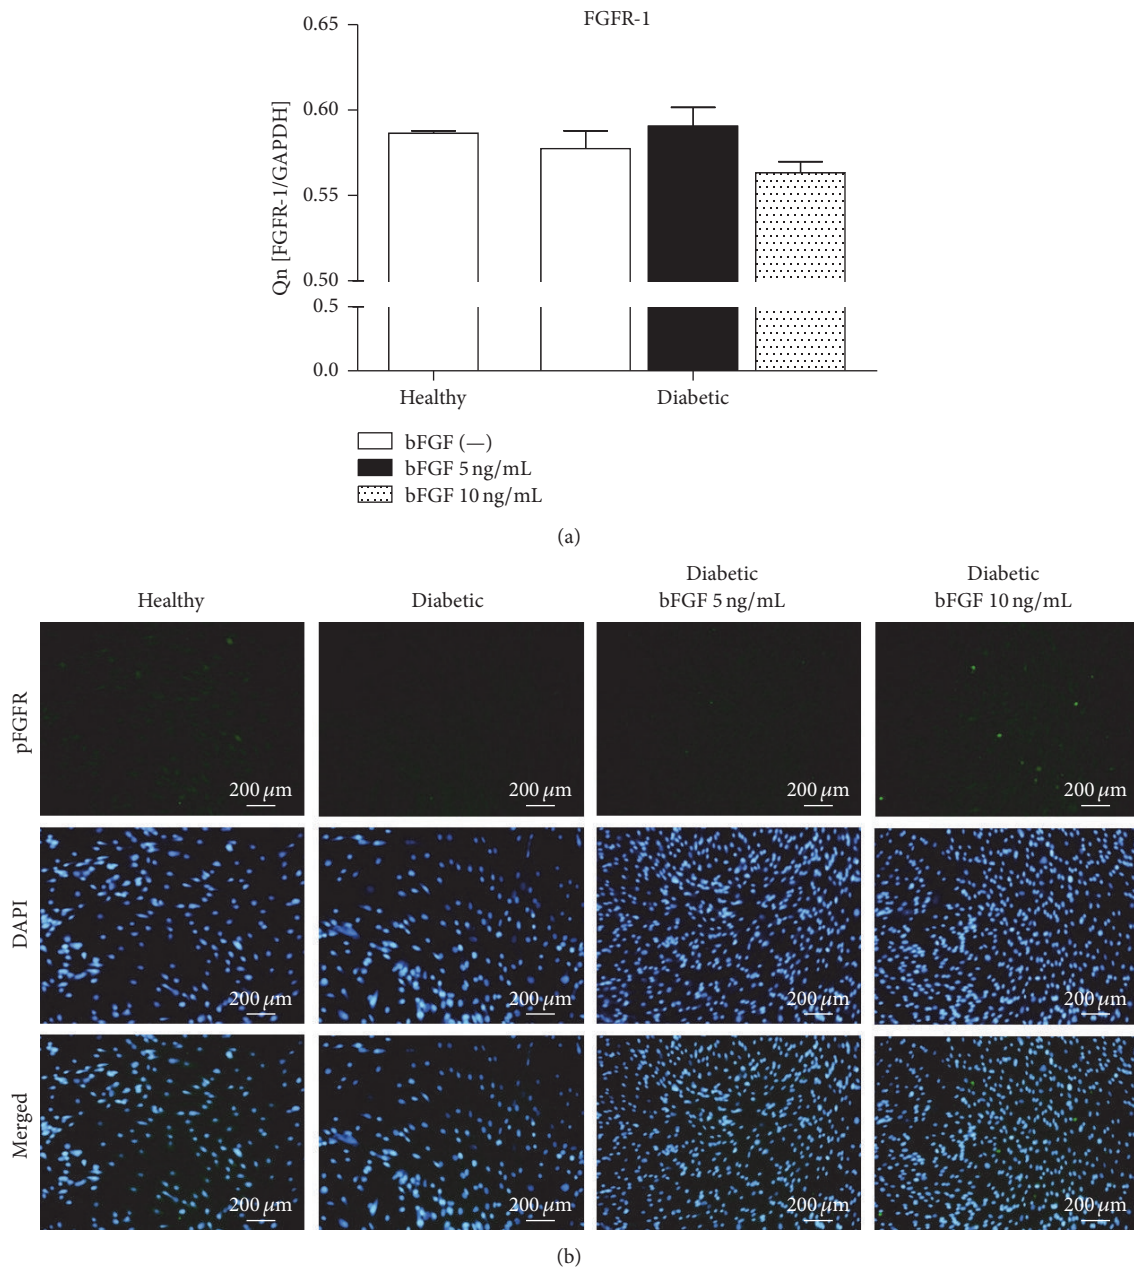 FGFR-1
Qn [FGFR-1/GAPDH]
0.65
0.60
0.55
0.50
0.5
0.0
Healthy
Diabetic
bFGF (—)
bFGF 5 ng/mL
bFGF 10 ng/mL
(a)
Healthy
Diabetic
Diabetic
bFGF 5 ng/mL
Diabetic
bFGF 10 ng/mL
pFGFR
200 μm
200 μm
200 μm
200 μm
DAPI
200 μm
200 μm
200 μm
200 μm
Merged
200 μm
200 μm
200 μm
200 μm
(b)